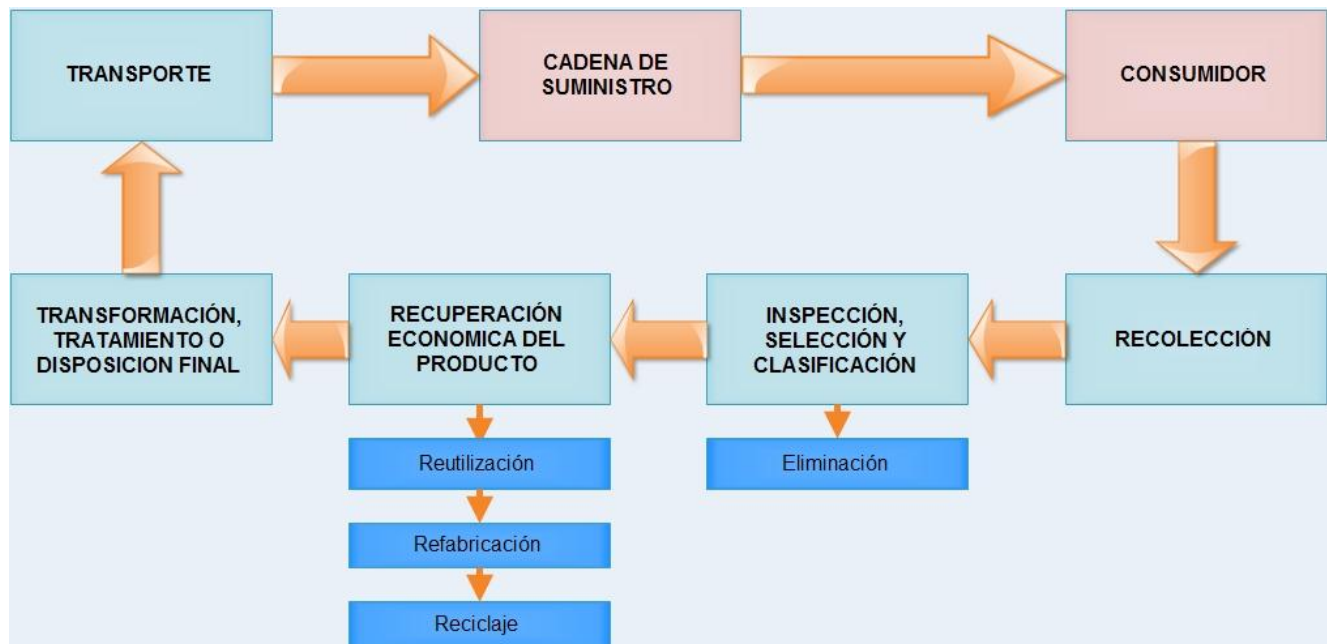 TRANSPORTE
CADENA DE
SUMINISTRO
CONSUMIDOR
TRANSFORMACIÓN,
TRATAMIENTO O
DISPOSICION FINAL
RECUPERACIÓN
ECONOMICA DEL
PRODUCTO
INSPECCIÓN,
SELECCIÓN Y
CLASIFICACIÓN
RECOLECCIÓN
Reutilización
Eliminación
Refabricación
Reciclaje